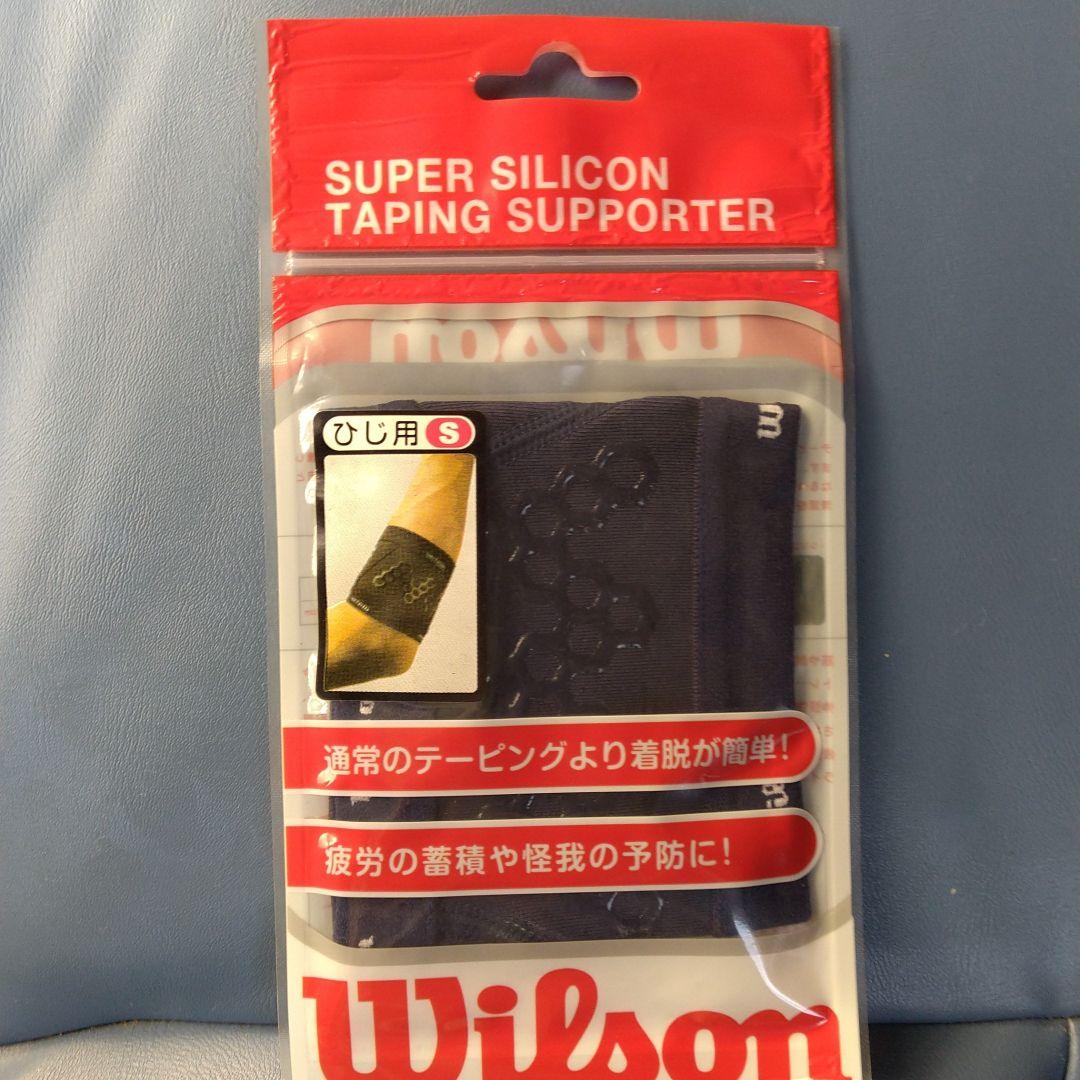 SUPER SILICON
TAPING SUPPORTER
Wilson
ひじ用 S
通常のテーピングより着脱が簡単!
疲労の蓄積や怪我の予防に!
Wilson